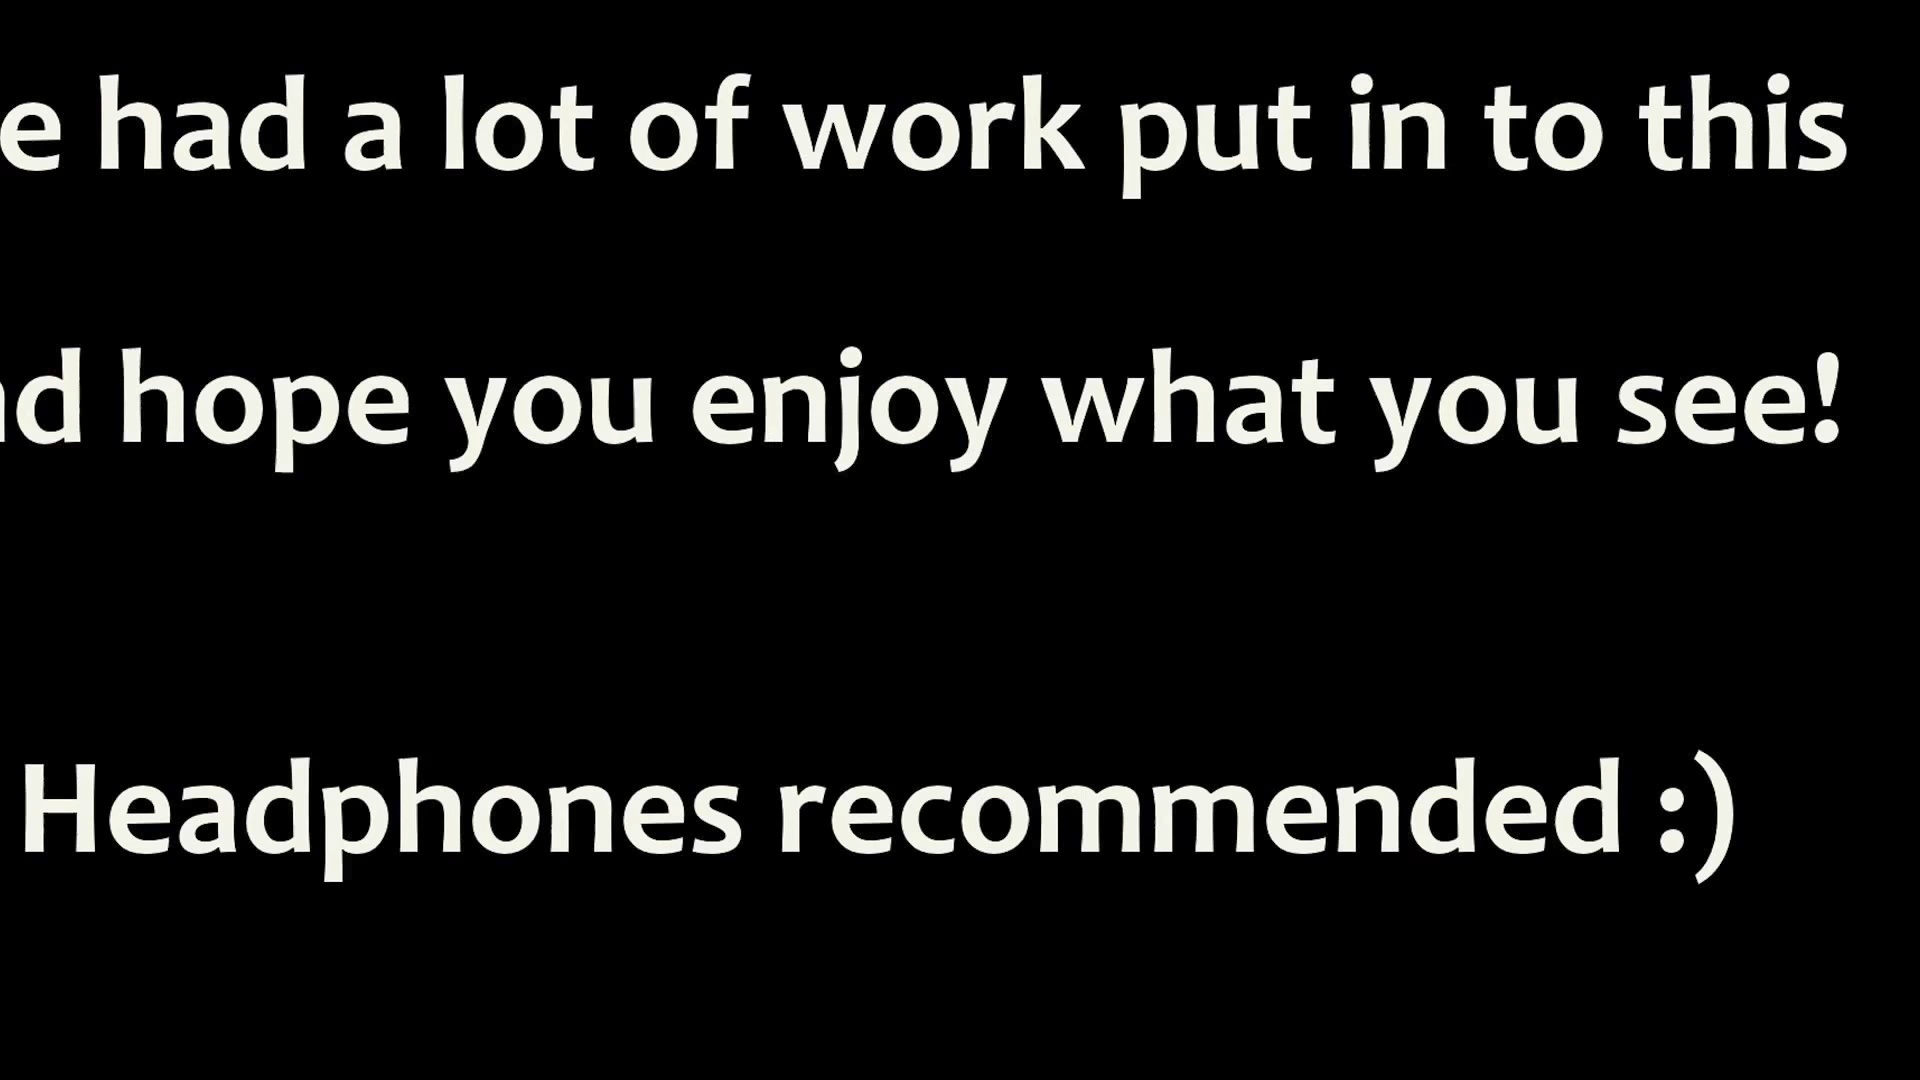 e had a lot of work put in to this
d hope you enjoy what you see!
Headphones recommended :)